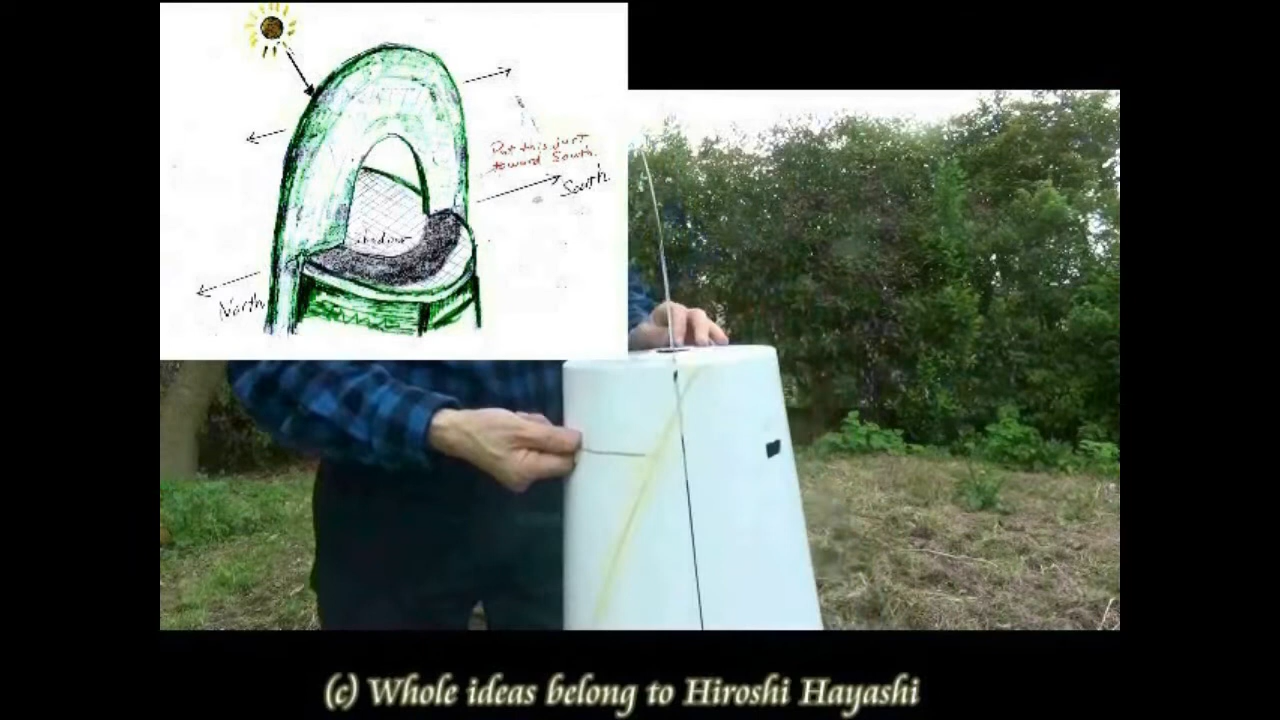 Put this just
toward South.
South
shadow
North
(c) Whole ideas belong to Hiroshi Hayashi